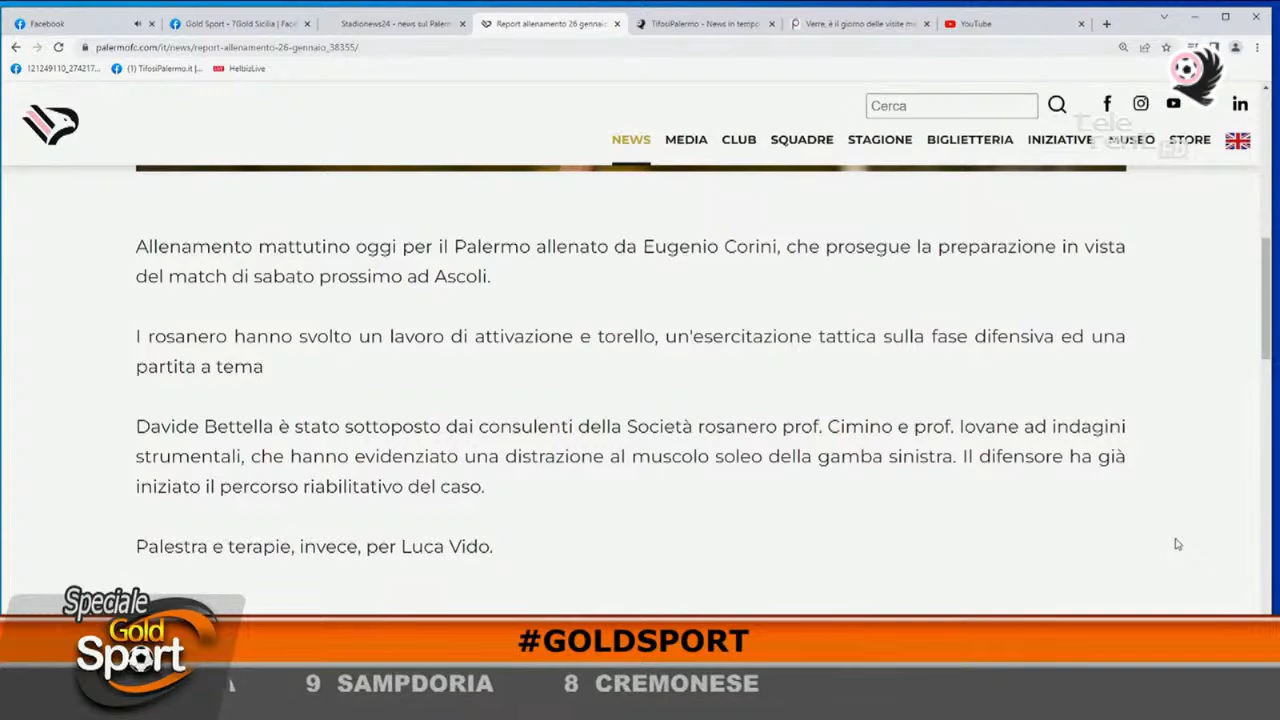 Facebook
Gold Sport - 7Gold Sicilia | Face
Stadionews24 - news sul Palerm
Report allenamento 26 gennaio
TifosiPalermo - News in tempo
Verre, è il giorno delle visite m
YouTube
palermofc.com/it/news/report-allenamento-26-gennaio_38355/
121249110_274217...
(1) TifosiPalermo.it |...
HelbizLive
Cerca
tele
rent
NEWS MEDIA CLUB SQUADRE STAGIONE BIGLIETTERIA INIZIATIVE MUSEO STORE
Allenamento mattutino oggi per il Palermo allenato da Eugenio Corini, che prosegue la preparazione in vista
del match di sabato prossimo ad Ascoli.
I rosanero hanno svolto un lavoro di attivazione e torello, un'esercitazione tattica sulla fase difensiva ed una
partita a tema
Davide Bettella è stato sottoposto dai consulenti della Società rosanero prof. Cimino e prof. Iovane ad indagini
strumentali, che hanno evidenziato una distrazione al muscolo soleo della gamba sinistra. Il difensore ha già
iniziato il percorso riabilitativo del caso.
Palestra e terapie, invece, per Luca Vido.
Speciale
Gold
Sport
#GOLDSPORT
A 9 SAMPDORIA 8 CREMONESE